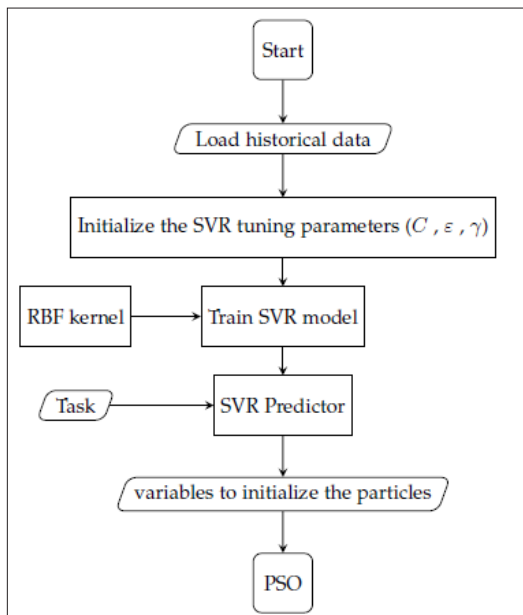 Start
Load historical data
Initialize the SVR tuning parameters (C , ε , γ)
RBF kernel
Train SVR model
Task
SVR Predictor
variables to initialize the particles
PSO